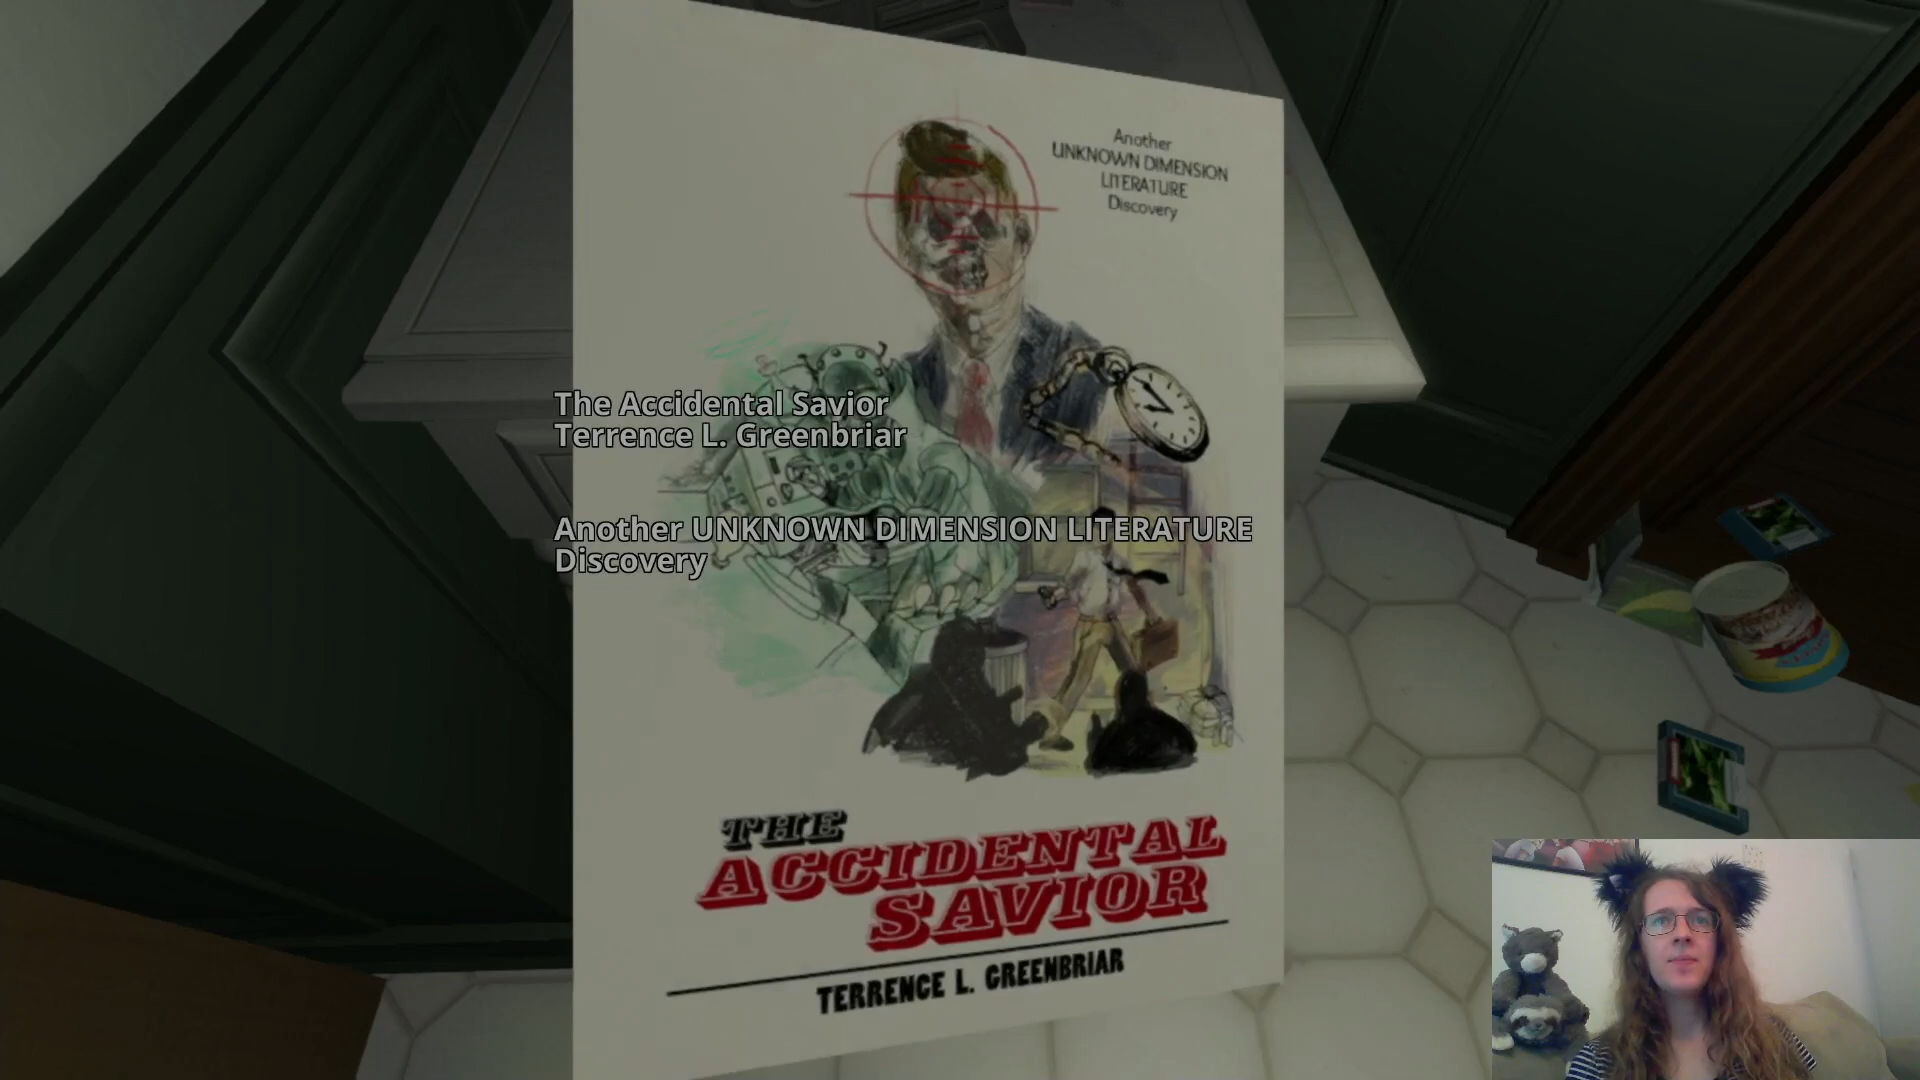 Another
UNKNOWN DIMENSION
LITERATURE
Discovery
The Accidental Savior
Terrence L. Greenbriar
Another UNKNOWN DIMENSION LITERATURE
Discovery
THE
ACCIDENTAL
SAVIOR
TERRENCE L. GREENBRIAR